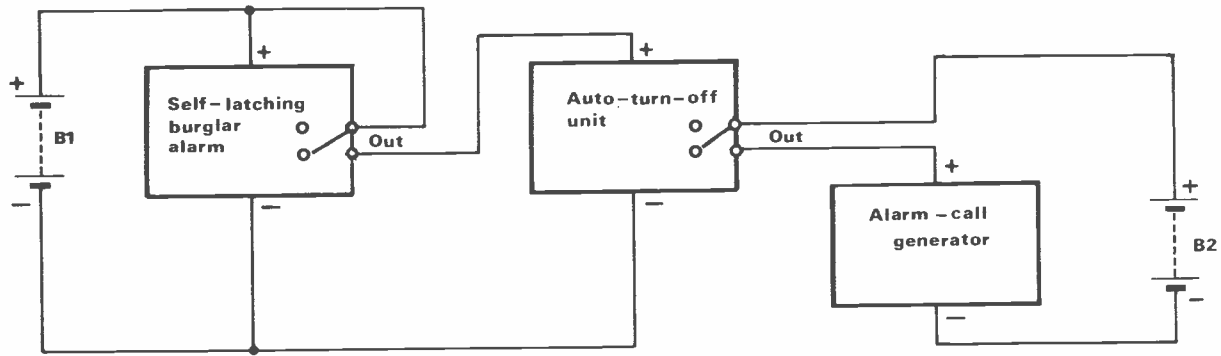 +
B1
−
+
Self-latching
burglar
alarm
Out
−
+
Auto-turn-off
unit
Out
−
+
Alarm-call
generator
−
+
B2
−